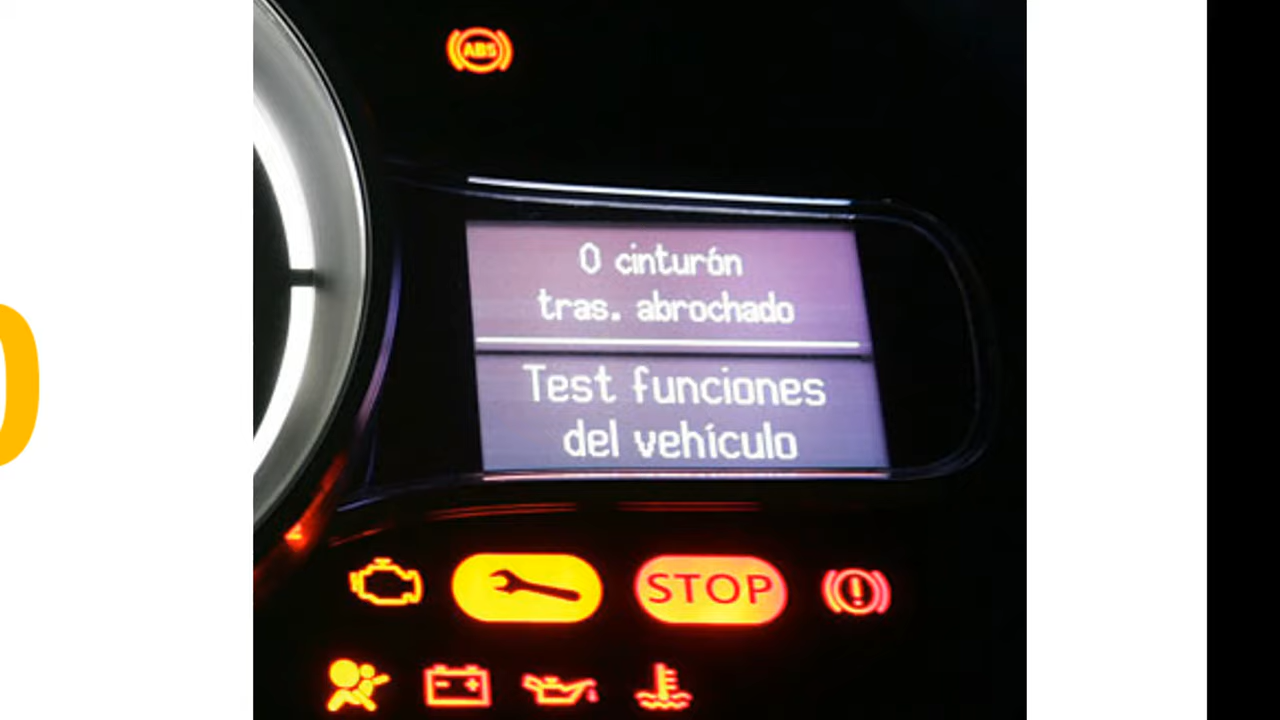 ABS
0 cinturón
tras. abrochado
Test funciones
del vehículo
STOP